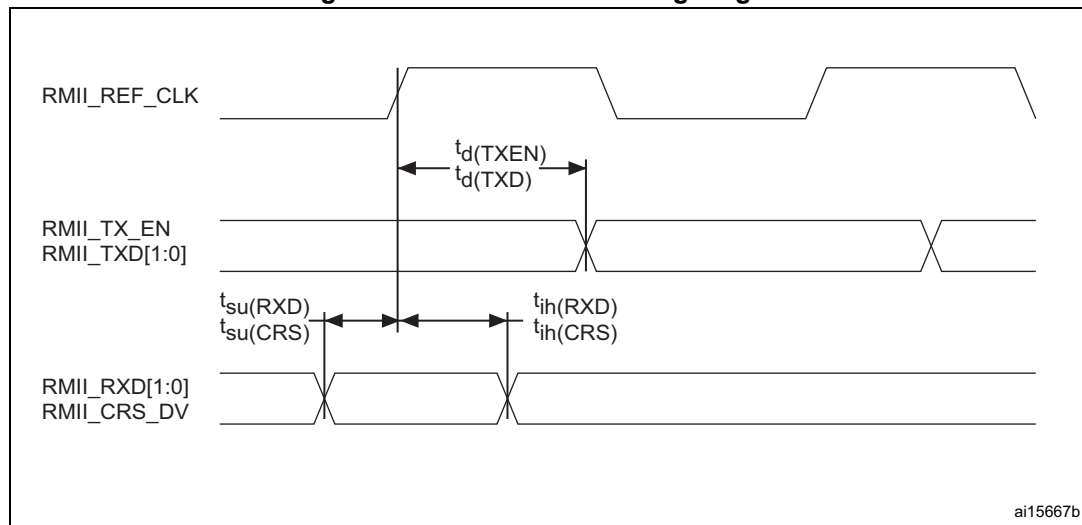 RMII_REF_CLK
td(TXEN)
td(TXD)
RMII_TX_EN
RMII_TXD[1:0]
tsu(RXD)
tsu(CRS)
tih(RXD)
tih(CRS)
RMII_RXD[1:0]
RMII_CRS_DV
ai15667b